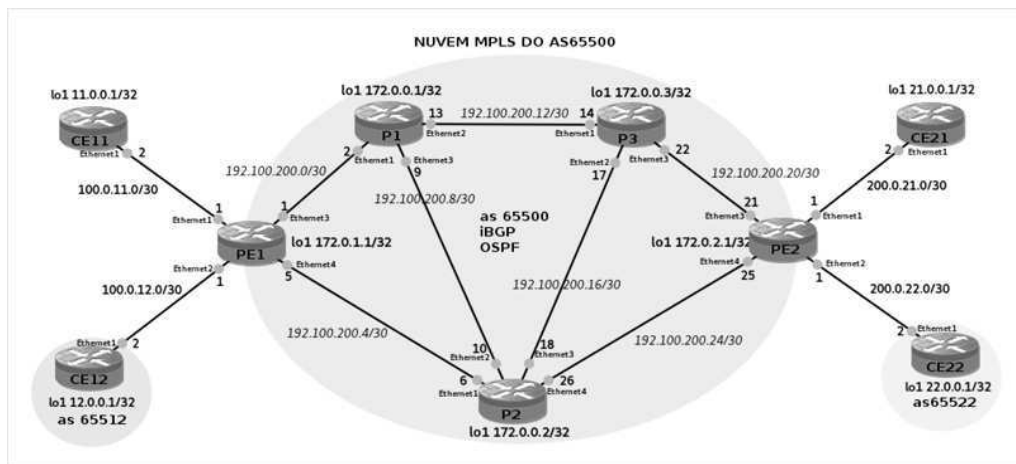 NUVEM MPLS DO AS65500
lo1 11.0.0.1/32
CE11
Ethernet1
2
100.0.11.0/30
1
Ethernet1
lo1 172.0.0.1/32
P1
13
Ethernet2
2
Ethernet1
Ethernet3
9
192.100.200.12/30
lo1 172.0.0.3/32
14
Ethernet1
P3
Ethernet2
17
Ethernet3
22
lo1 21.0.0.1/32
CE21
2
Ethernet1
200.0.21.0/30
192.100.200.0/30
192.100.200.8/30
192.100.200.20/30
1
Ethernet3
PE1
lo1 172.0.1.1/32
Ethernet2
1
Ethernet4
5
as 65500
iBGP
OSPF
21
Ethernet3
1
Ethernet1
lo1 172.0.2.1/32
PE2
Ethernet4
25
Ethernet2
1
100.0.12.0/30
192.100.200.16/30
200.0.22.0/30
192.100.200.4/30
192.100.200.24/30
Ethernet1
2
CE12
lo1 12.0.0.1/32
as 65512
10
Ethernet2
6
Ethernet1
18
Ethernet3
26
Ethernet4
P2
lo1 172.0.0.2/32
2
Ethernet1
CE22
lo1 22.0.0.1/32
as65522